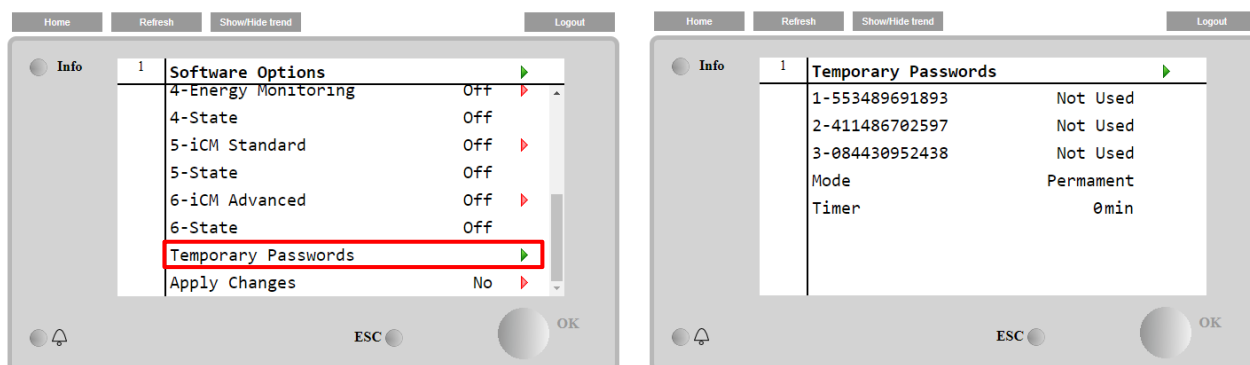 Home Refresh Show/Hide trend Logout
Info
1 Software Options
4-Energy Monitoring Off
4-State Off
5-iCM Standard Off
5-State Off
6-iCM Advanced Off
6-State Off
Temporary Passwords
Apply Changes No
ESC OK
Home Refresh Show/Hide trend Logout
Info
1 Temporary Passwords
1-553489691893 Not Used
2-411486702597 Not Used
3-084430952438 Not Used
Mode Permament
Timer 0min
ESC OK